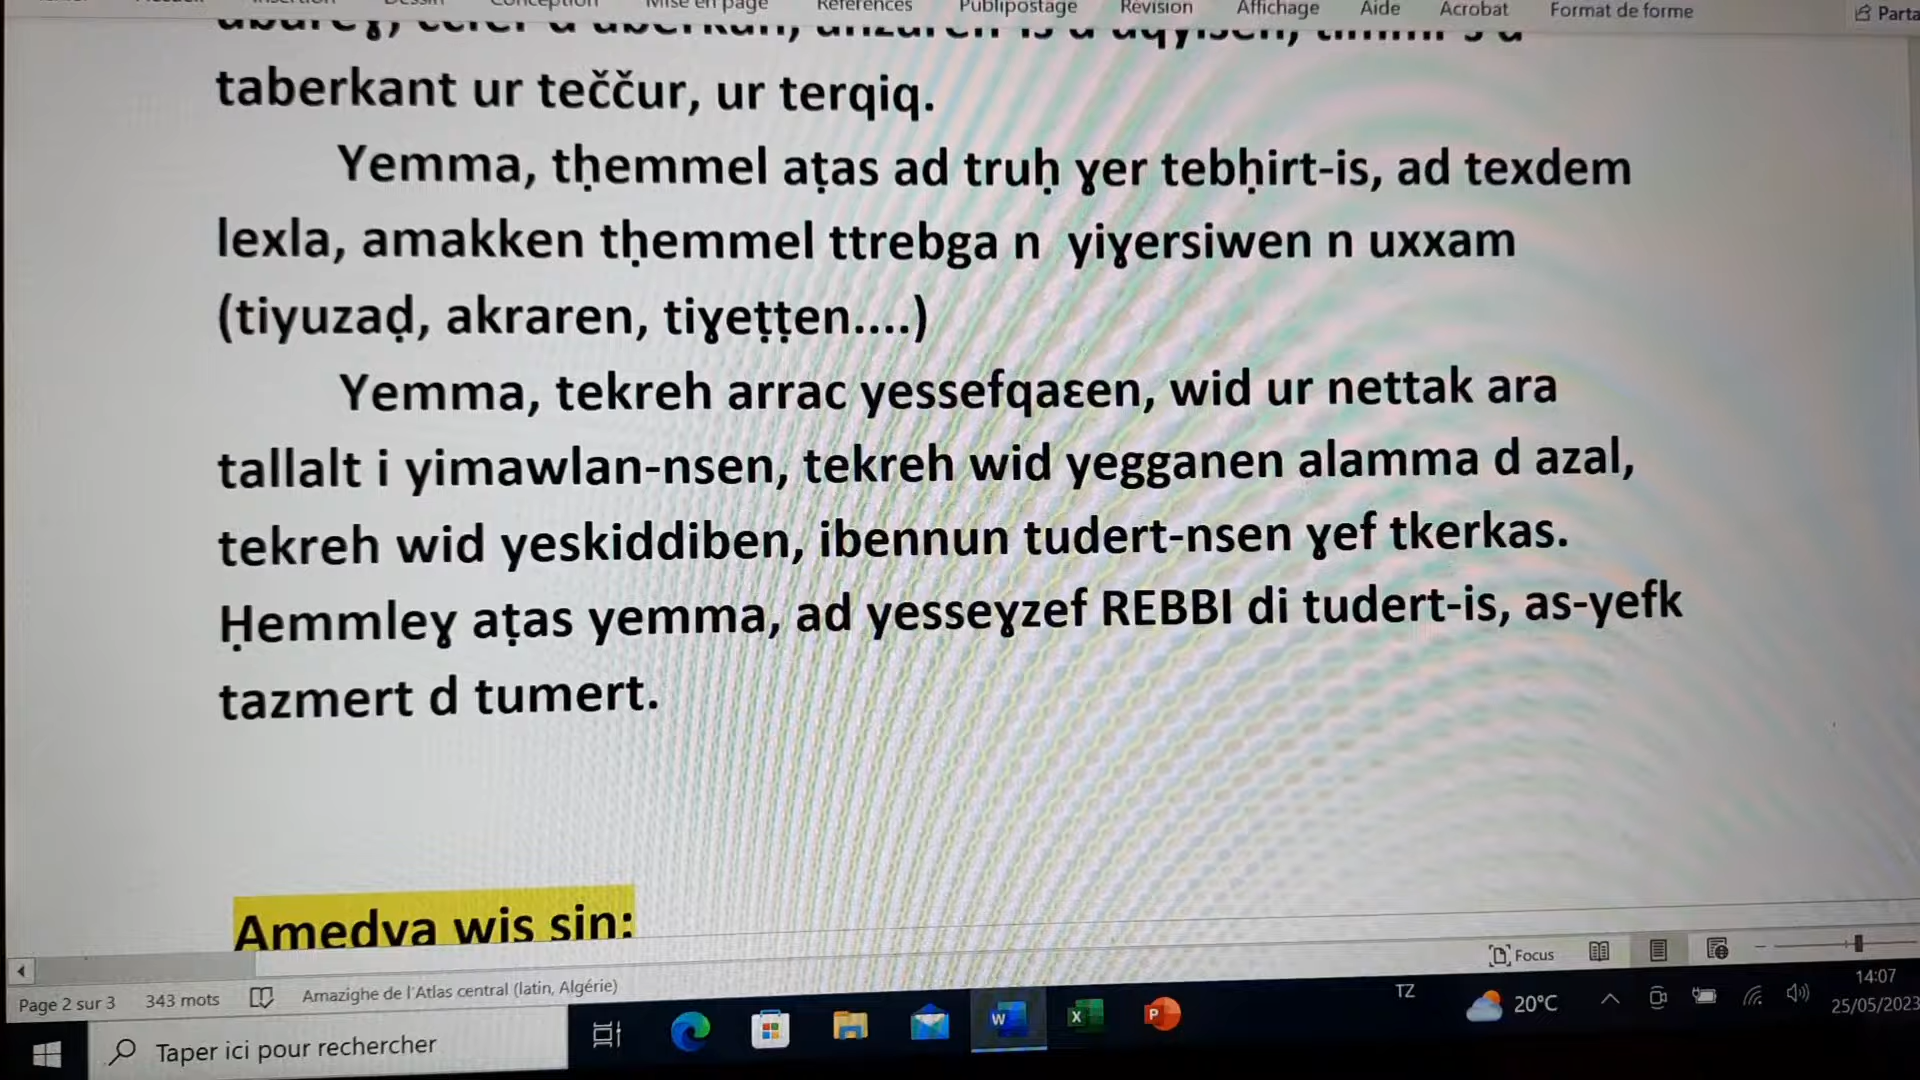 Mise en page Références Publipostage Révision Affichage Aide Acrobat Format de forme
taberkant ur teččur, ur terqiq.
Yemma, tḥemmel aṭas ad truḥ ɣer tebḥirt-is, ad texdem
lexla, amakken tḥemmel ttrebga n yiɣersiwen n uxxam
(tiyuzaḍ, akraren, tiɣeṭṭen....)
Yemma, tekreh arrac yessefqaɛen, wid ur nettak ara
tallalt i yimawlan-nsen, tekreh wid yegganen alamma d azal,
tekreh wid yeskiddiben, ibennun tudert-nsen ɣef tkerkas.
Ḥemmleɣ aṭas yemma, ad yesseɣzef REBBI di tudert-is, as-yefk
tazmert d tumert.
Amedya wis sin:
Focus
Page 2 sur 3 343 mots Amazighe de l'Atlas central (latin, Algérie)
TZ 20°C 14:07
25/05/2023
Taper ici pour rechercher